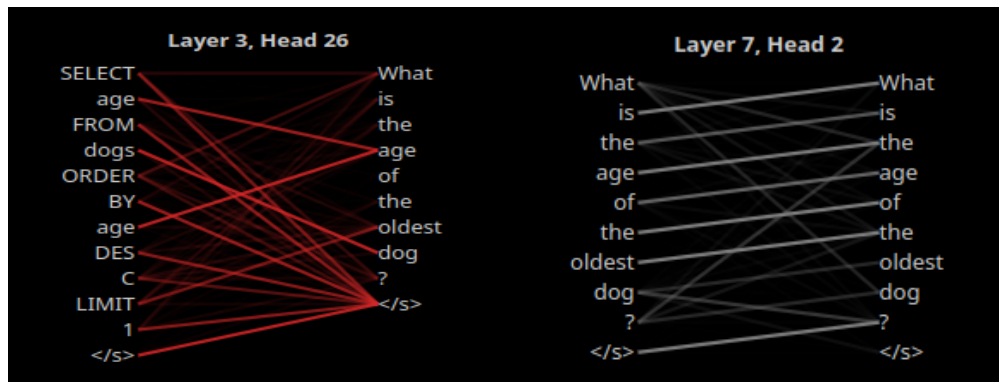 Layer 3, Head 26
SELECT
age
FROM
dogs
ORDER
BY
age
DES
C
LIMIT
1
</s>
What
is
the
age
of
the
oldest
dog
?
</s>
Layer 7, Head 2
What
is
the
age
of
the
oldest
dog
?
</s>
What
is
the
age
of
the
oldest
dog
?
</s>